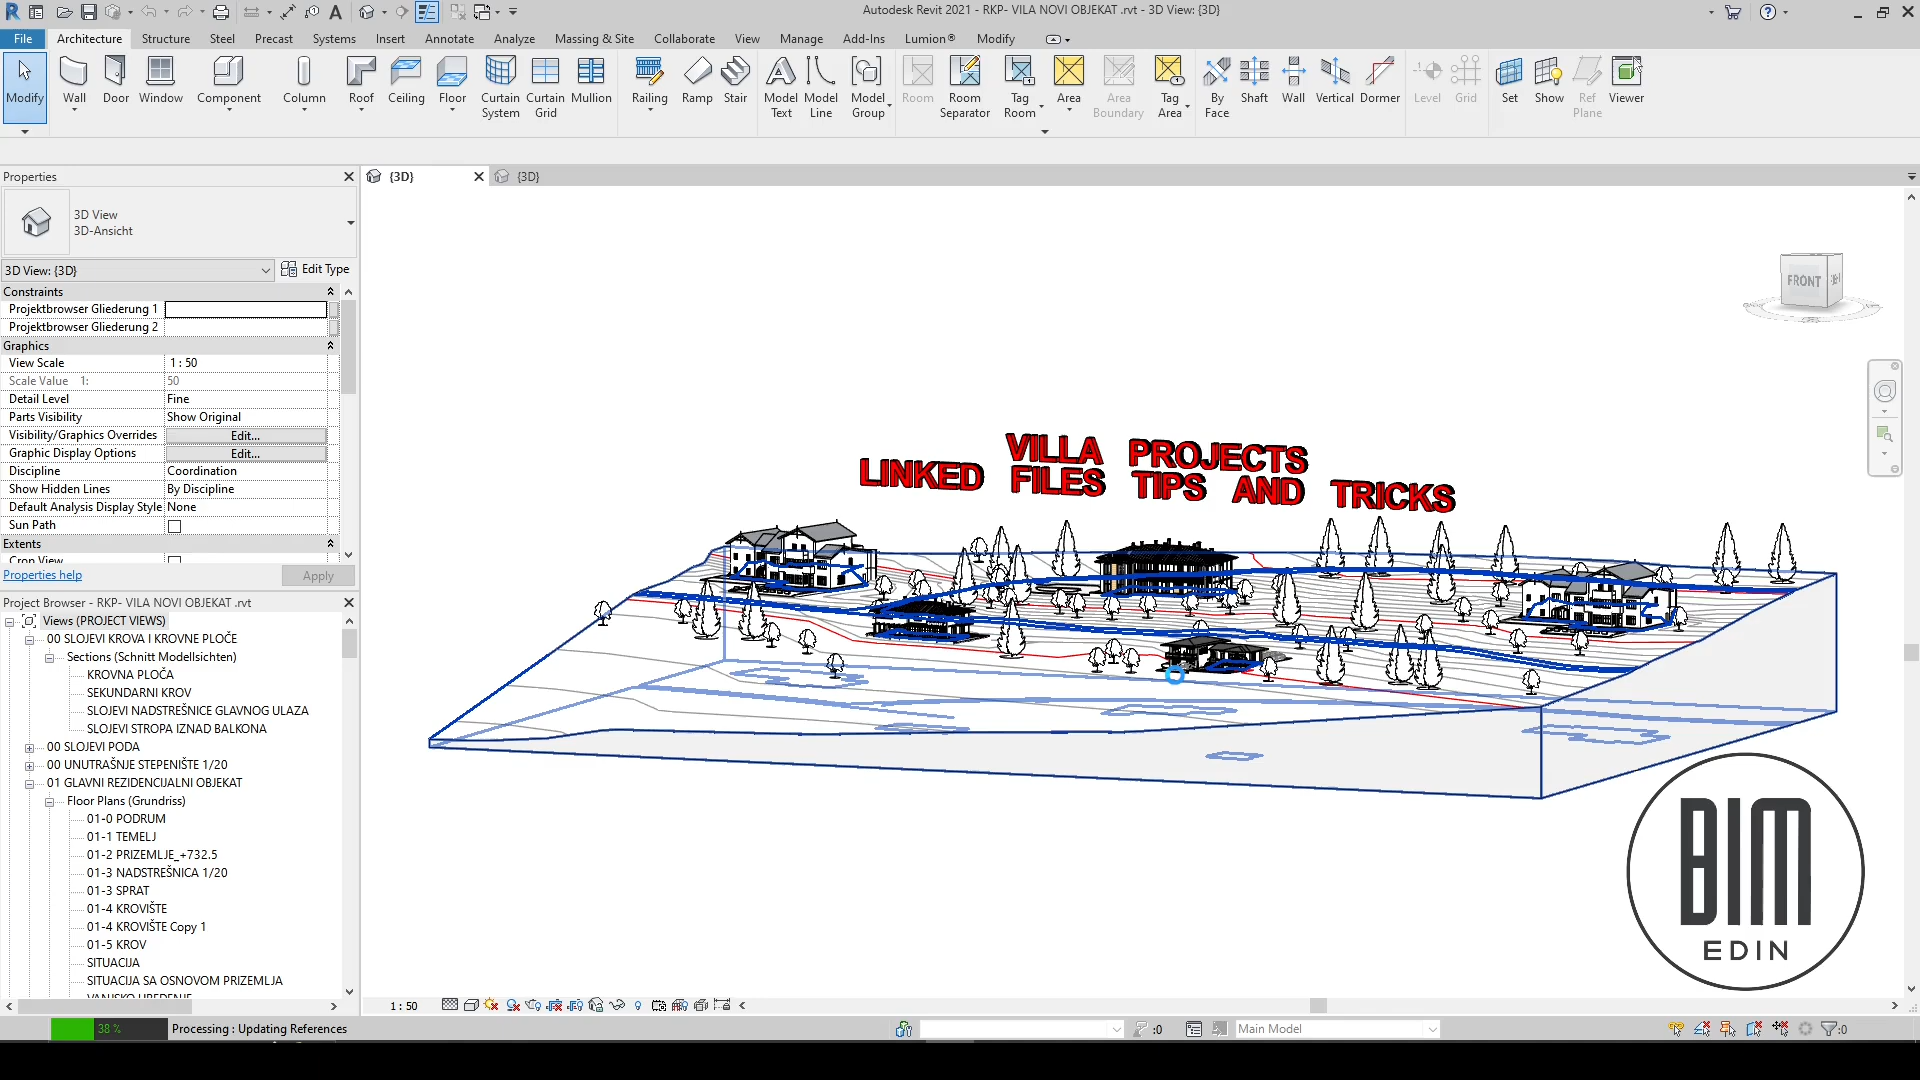 Autodesk Revit 2021 - RKP- VILA NOVI OBJEKAT .rvt - 3D View: {3D}
File Architecture Structure Steel Precast Systems Insert Annotate Analyze Massing & Site Collaborate View Manage Add-Ins Lumion® Modify
Modify Wall Door Window Component Column Roof Ceiling Floor Curtain System Curtain Grid Mullion Railing Ramp Stair Model Text Model Line Model Group Room Room Separator Tag Room Area Area Boundary Tag Area By Face Shaft Wall Vertical Dormer Level Grid Set Show Ref Plane Viewer
Properties
{3D}
{3D}
3D View
3D-Ansicht
3D View: {3D}
Edit Type
Constraints
Projektbrowser Gliederung 1
Projektbrowser Gliederung 2
Graphics
View Scale 1 : 50
Scale Value 1: 50
Detail Level Fine
Parts Visibility Show Original
Visibility/Graphics Overrides Edit...
Graphic Display Options Edit...
Discipline Coordination
Show Hidden Lines By Discipline
Default Analysis Display Style None
Sun Path
Extents
Crop View
Properties help
Apply
Project Browser - RKP- VILA NOVI OBJEKAT .rvt
Views (PROJECT VIEWS)
00 SLOJEVI KROVA I KROVNE PLOČE
Sections (Schnitt Modellsichten)
KROVNA PLOČA
SEKUNDARNI KROV
SLOJEVI NADSTREŠNICE GLAVNOG ULAZA
SLOJEVI STROPA IZNAD BALKONA
00 SLOJEVI PODA
00 UNUTRAŠNJE STEPENIŠTE 1/20
01 GLAVNI REZIDENCIJALNI OBJEKAT
Floor Plans (Grundriss)
01-0 PODRUM
01-1 TEMELJ
01-2 PRIZEMLJE_+732.5
01-3 NADSTREŠNICA 1/20
01-3 SPRAT
01-4 KROVIŠTE
01-4 KROVIŠTE Copy 1
01-5 KROV
SITUACIJA
SITUACIJA SA OSNOVOM PRIZEMLJA
VANJSKO UREĐENJE
FRONT
VILLA PROJECTS
LINKED FILES TIPS AND TRICKS
BIM
EDIN
1 : 50
38 %
Processing : Updating References
:0
Main Model
:0